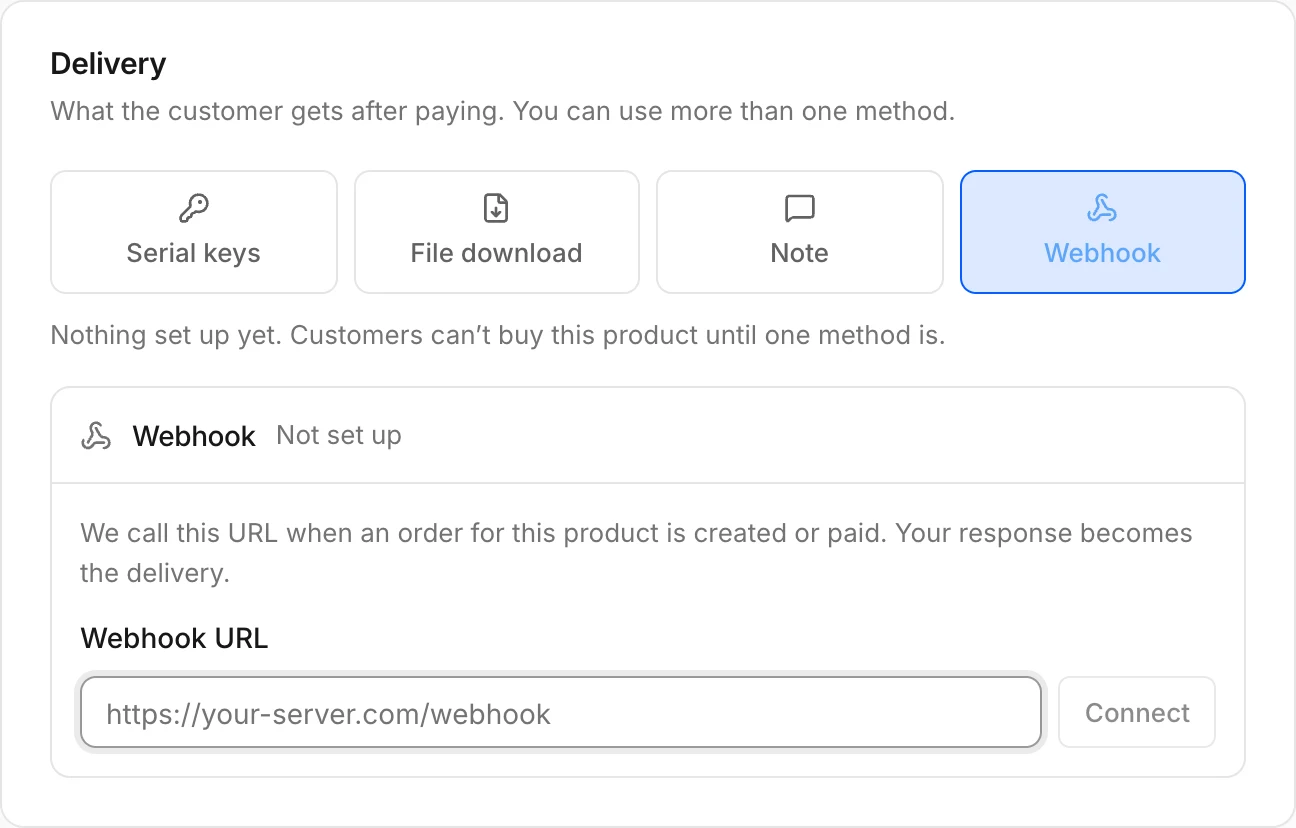 Delivery
What the customer gets after paying. You can use more than one method.
Serial keys
File download
Note
Webhook
Nothing set up yet. Customers can’t buy this product until one method is.
Webhook Not set up
We call this URL when an order for this product is created or paid. Your response becomes
the delivery.
Webhook URL
https://your-server.com/webhook
Connect